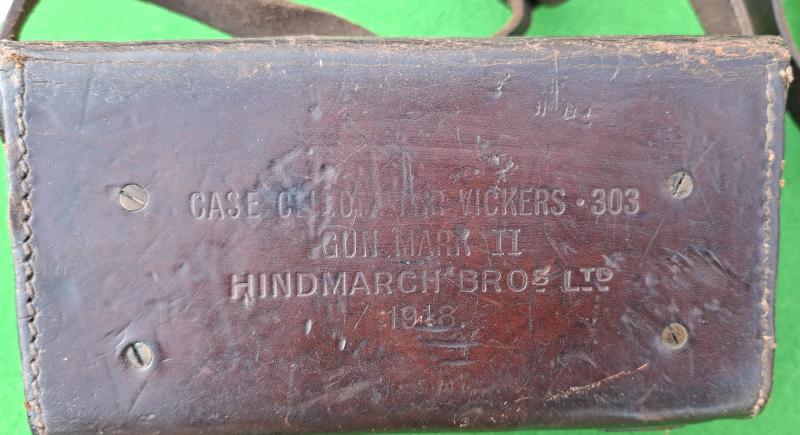 CASE VICKERS · 303
GUN MARK II
HINDMARCH BROS LTD
1918